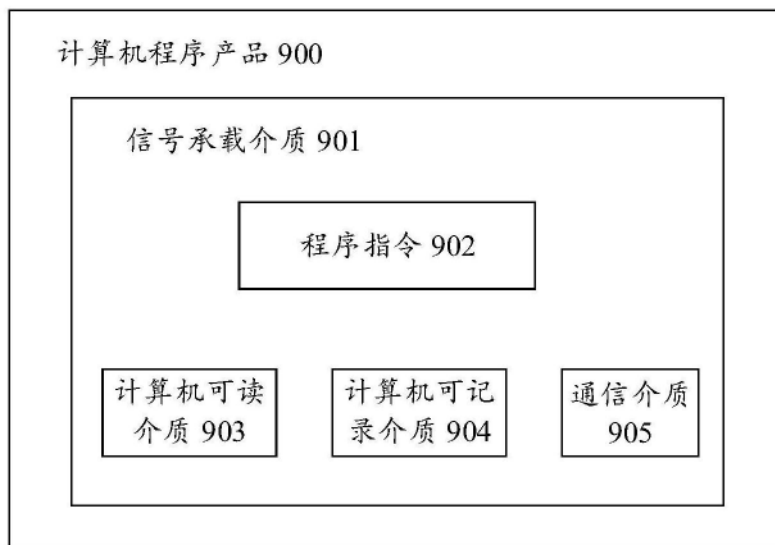 计算机程序产品 900
信号承载介质 901
程序指令 902
计算机可读
介质 903
计算机可记
录介质 904
通信介质
905